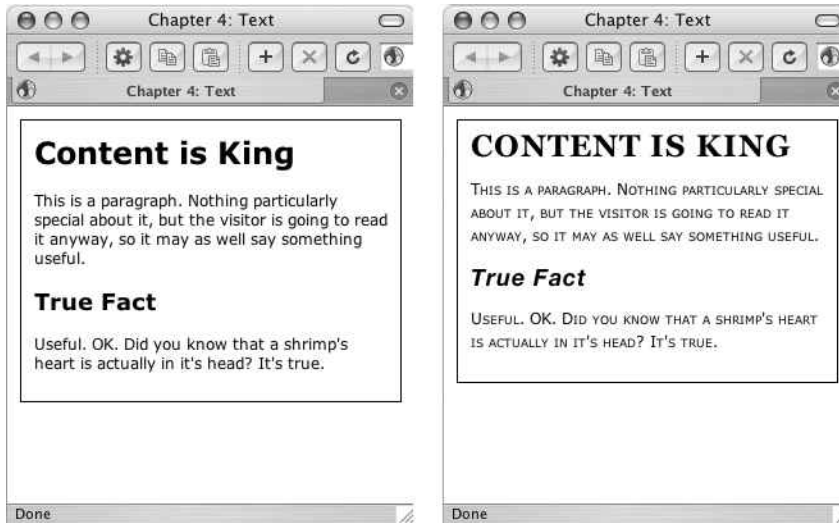 Chapter 4: Text
Chapter 4: Text
Content is King
This is a paragraph. Nothing particularly
special about it, but the visitor is going to read
it anyway, so it may as well say something
useful.
True Fact
Useful. OK. Did you know that a shrimp's
heart is actually in it's head? It's true.
Done
Chapter 4: Text
Chapter 4: Text
CONTENT IS KING
This is a paragraph. Nothing particularly special
about it, but the visitor is going to read it
anyway, so it may as well say something useful.
True Fact
Useful. OK. Did you know that a shrimp's heart
is actually in it's head? It's true.
Done